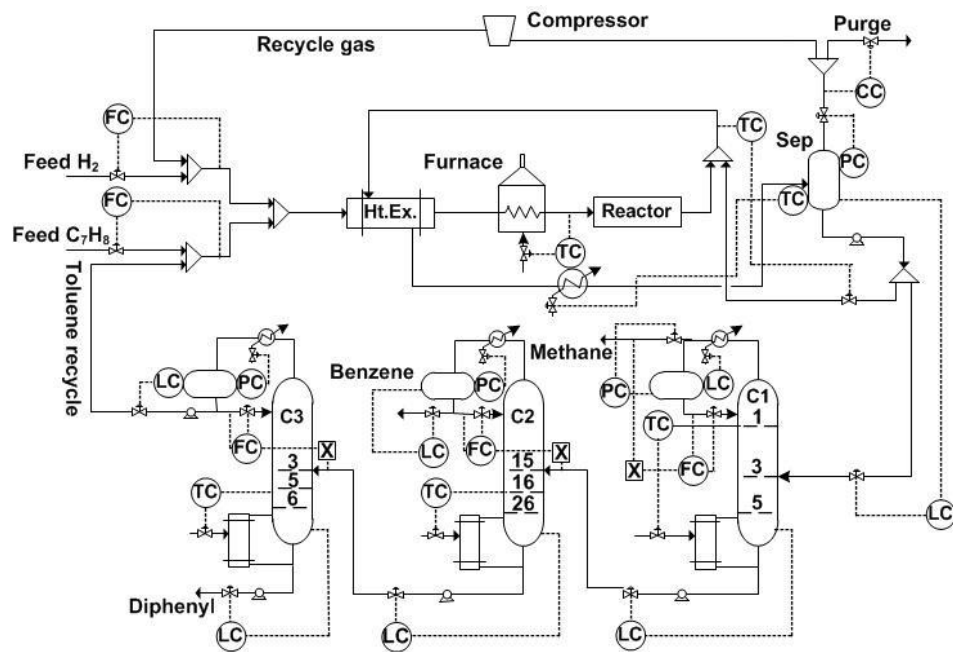 Compressor
Purge
Recycle gas
CC
FC
TC
Sep
PC
Feed H₂
Furnace
FC
Ht.Ex.
Reactor
TC
Feed C₇H₈
TC
Toluene recycle
Methane
Benzene
LC
PC
C3
PC
C2
PC
LC
C1
1
TC
LC
FC
X
3
5
6
FC
X
15
16
26
X
FC
3
5
TC
TC
LC
Diphenyl
LC
LC
LC